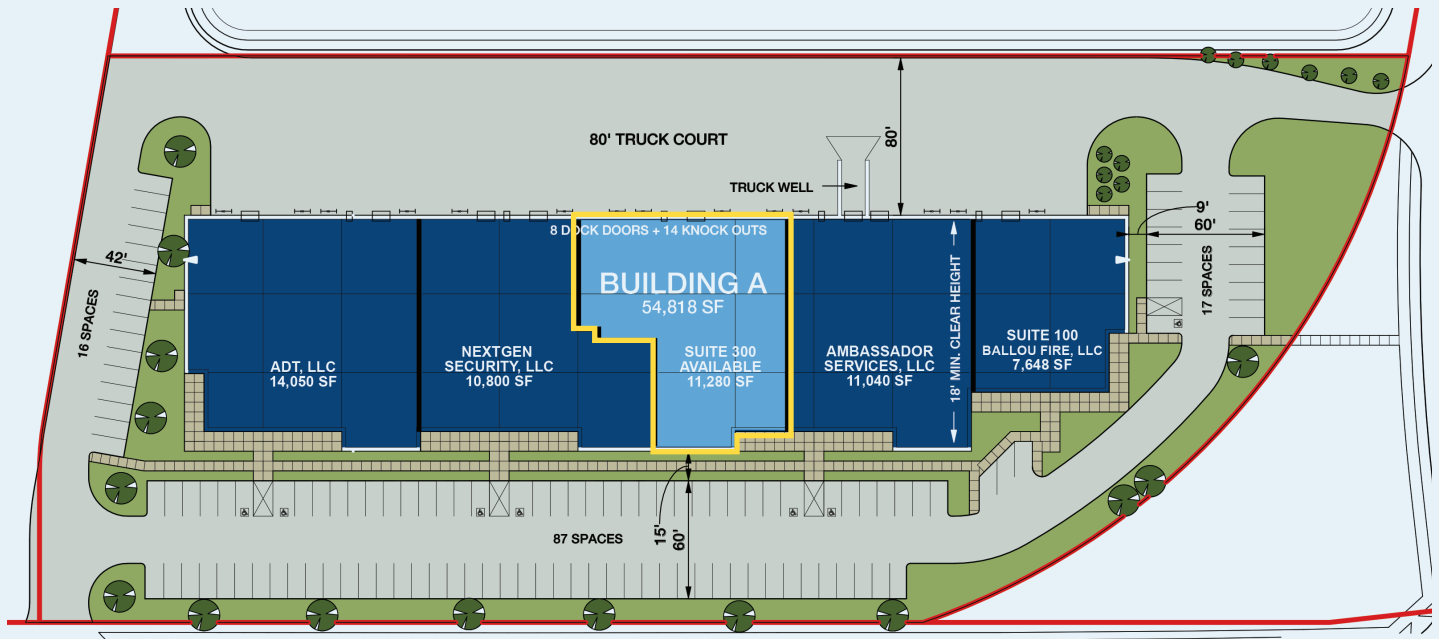 80' TRUCK COURT
80'
TRUCK WELL
9'
60'
8 DOCK DOORS + 14 KNOCK OUTS
42'
BUILDING A
54,818 SF
17 SPACES
16 SPACES
18' MIN. CLEAR HEIGHT
ADT, LLC
14,050 SF
NEXTGEN
SECURITY, LLC
10,800 SF
SUITE 300
AVAILABLE
11,280 SF
AMBASSADOR
SERVICES, LLC
11,040 SF
SUITE 100
BALLOU FIRE, LLC
7,648 SF
87 SPACES
15'
60'